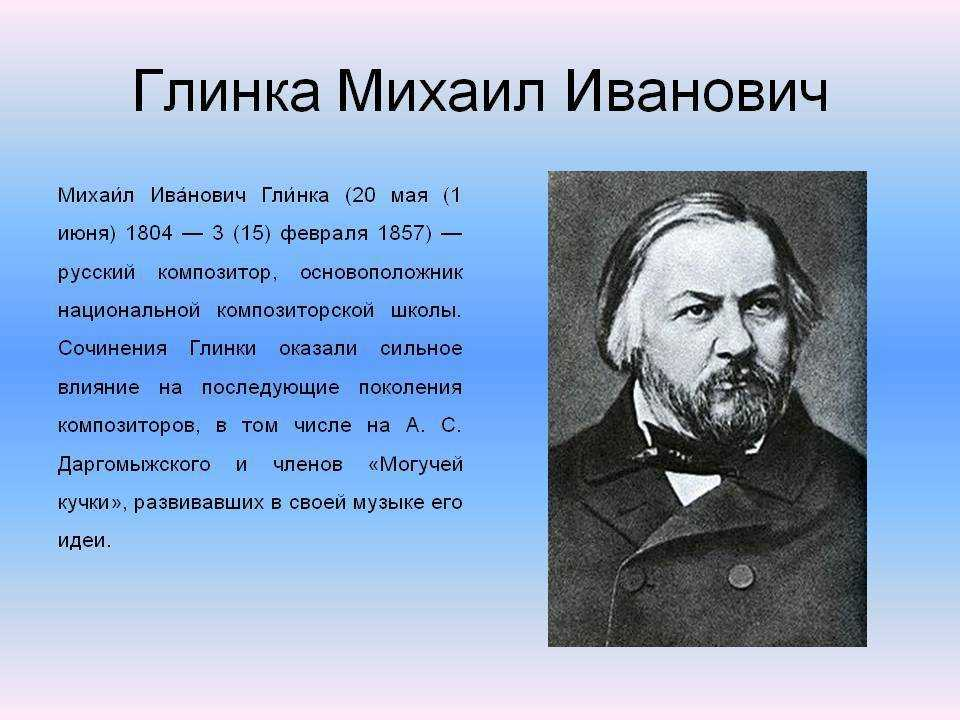 Глинка Михаил Иванович
Михаи́л Ива́нович Гли́нка (20 мая (1
июня) 1804 — 3 (15) февраля 1857) —
русский композитор, основоположник
национальной композиторской школы.
Сочинения Глинки оказали сильное
влияние на последующие поколения
композиторов, в том числе на А. С.
Даргомыжского и членов «Могучей
кучки», развивавших в своей музыке его
идеи.